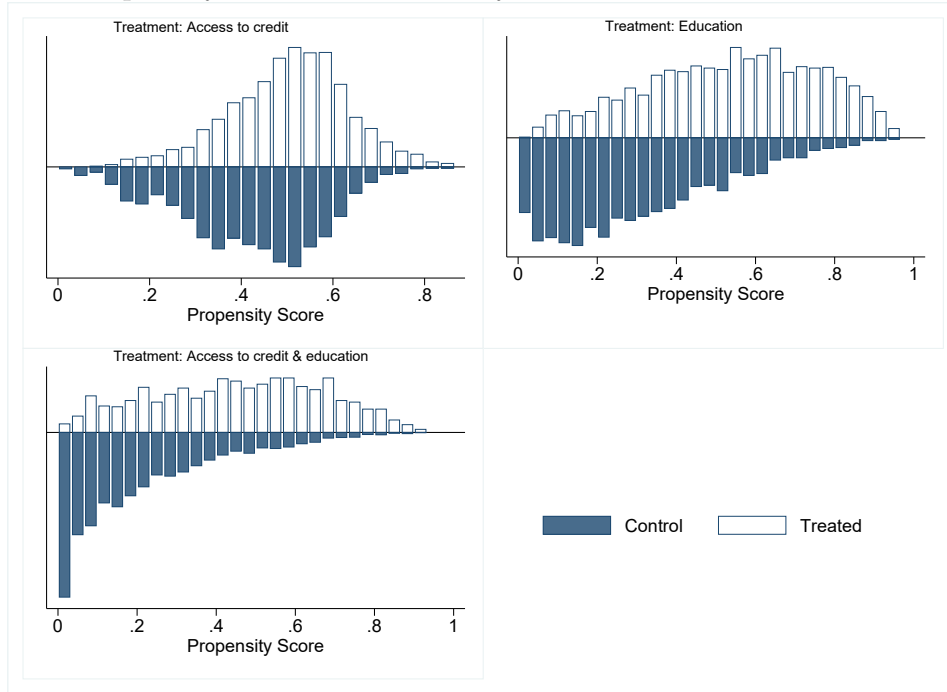 Treatment: Access to credit
0 .2 .4 .6 .8
Propensity Score
Treatment: Education
0 .2 .4 .6 .8 1
Propensity Score
Treatment: Access to credit & education
0 .2 .4 .6 .8 1
Propensity Score
Control Treated